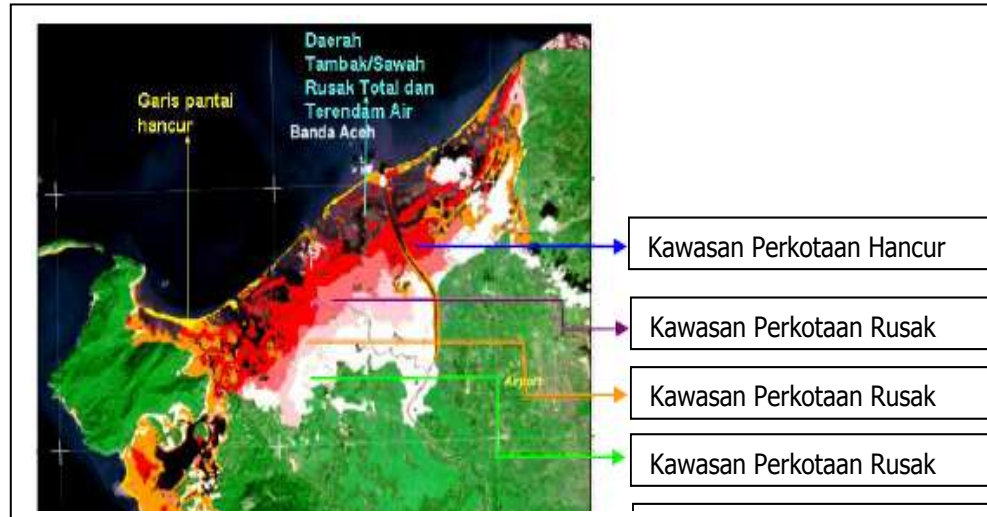 Daerah
Tambak/Sawah
Rusak Total dan
Terendam Air
Garis pantai
hancur
Banda Aceh
Kawasan Perkotaan Hancur
Kawasan Perkotaan Rusak
Airport
Kawasan Perkotaan Rusak
Kawasan Perkotaan Rusak